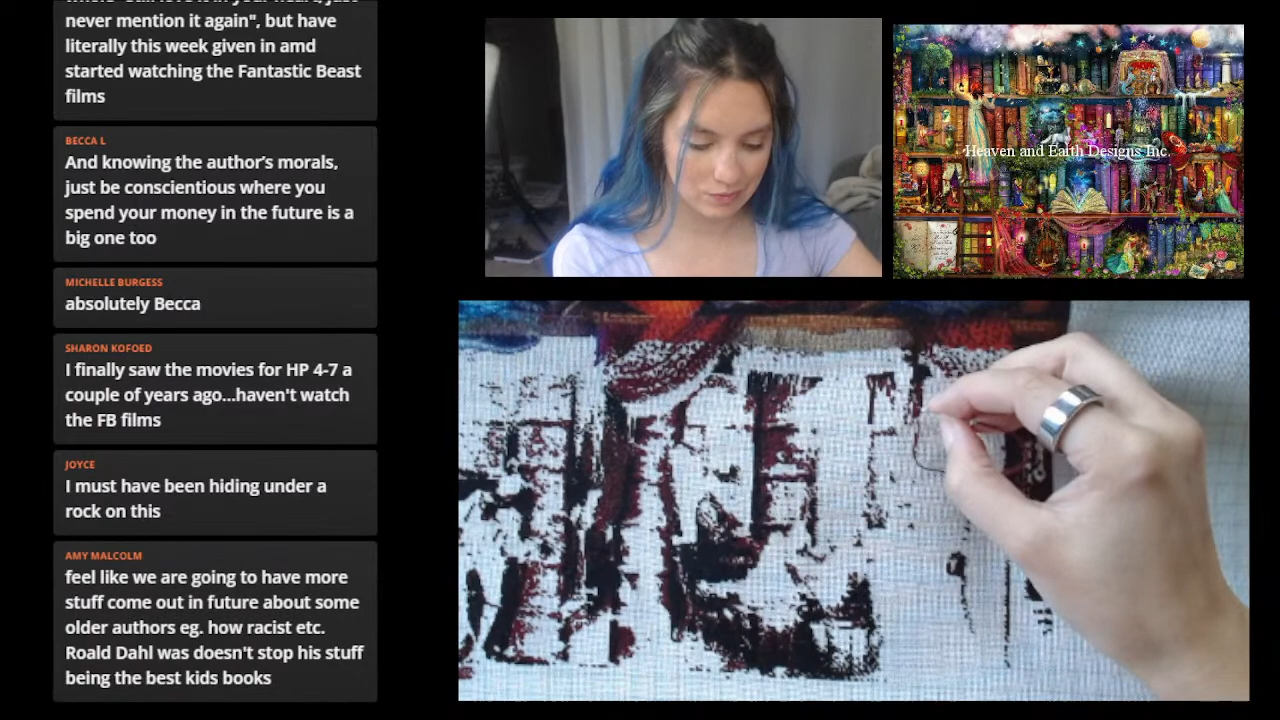 never mention it again", but have
literally this week given in amd
started watching the Fantastic Beast
films
BECCA L
And knowing the author's morals,
just be conscientious where you
spend your money in the future is a
big one too
MICHELLE BURGESS
absolutely Becca
SHARON KOFOED
I finally saw the movies for HP 4-7 a
couple of years ago...haven't watch
the FB films
JOYCE
I must have been hiding under a
rock on this
AMY MALCOLM
feel like we are going to have more
stuff come out in future about some
older authors eg. how racist etc.
Roald Dahl was doesn't stop his stuff
being the best kids books
Heaven and Earth Designs Inc